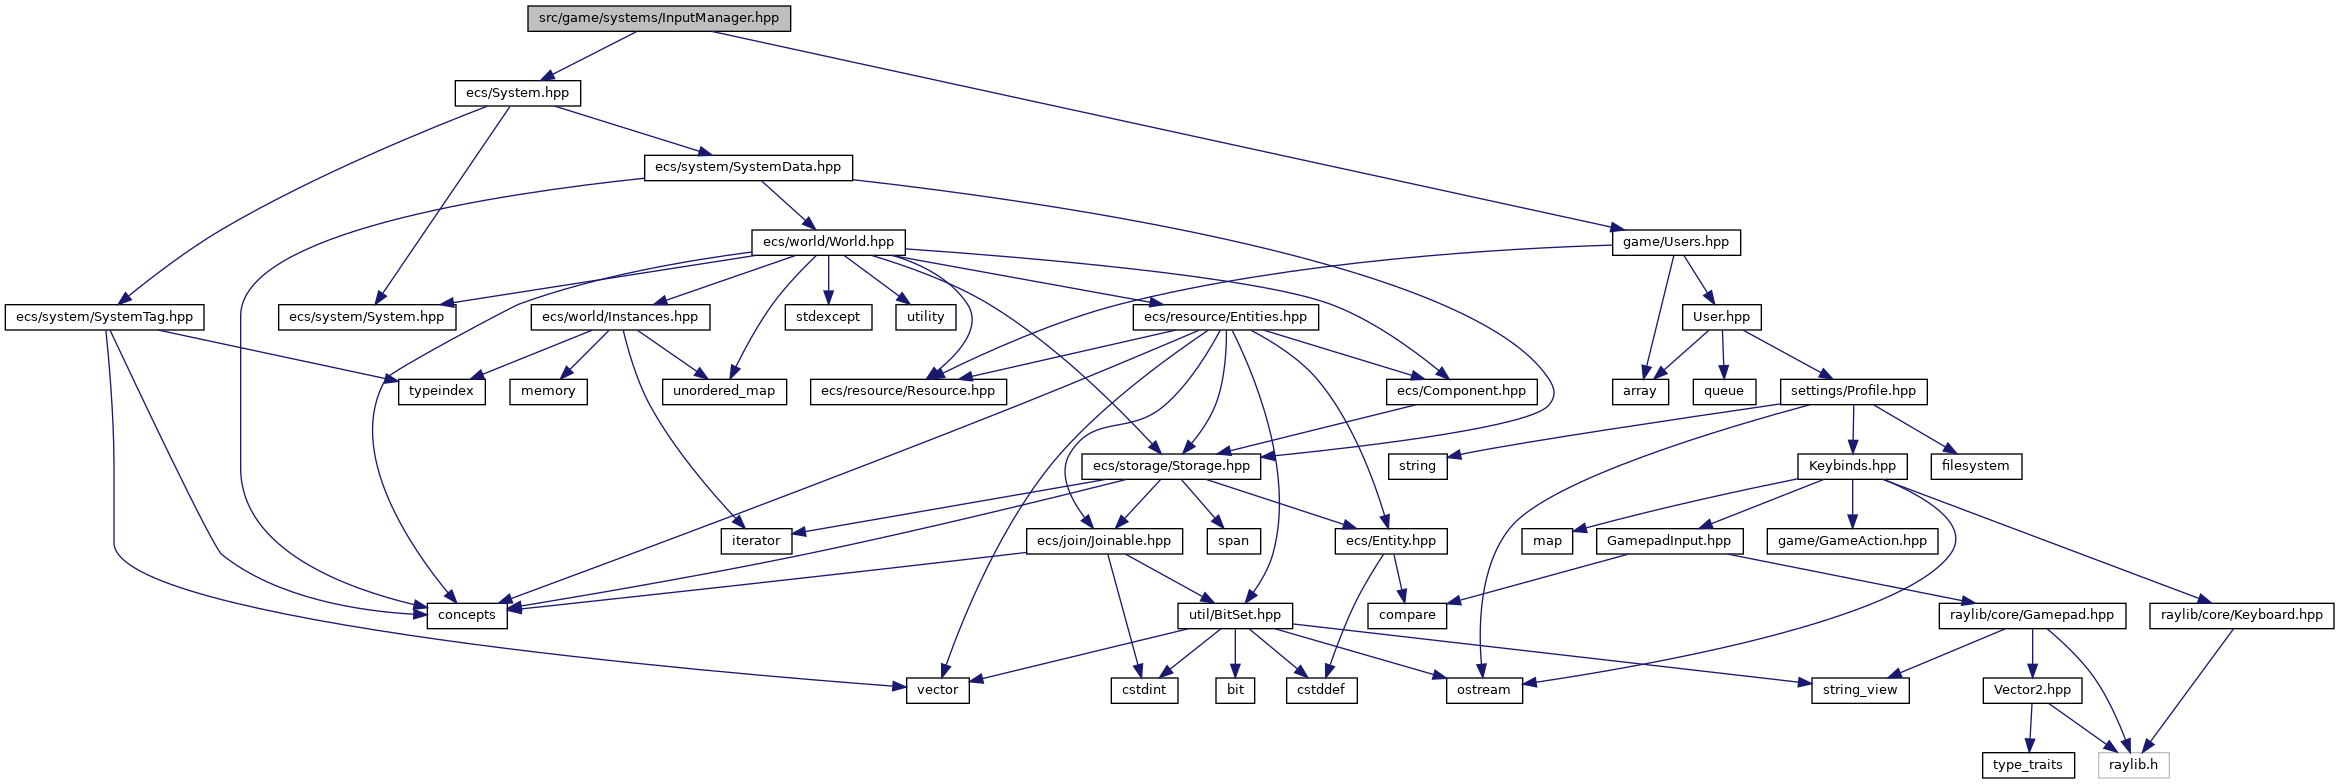 src/game/systems/InputManager.hpp
ecs/System.hpp
ecs/system/SystemData.hpp
ecs/world/World.hpp
game/Users.hpp
ecs/system/SystemTag.hpp
ecs/system/System.hpp
ecs/world/Instances.hpp
stdexcept
utility
ecs/resource/Entities.hpp
User.hpp
typeindex
memory
unordered_map
ecs/resource/Resource.hpp
ecs/Component.hpp
array
queue
settings/Profile.hpp
ecs/storage/Storage.hpp
string
Keybinds.hpp
filesystem
iterator
ecs/join/Joinable.hpp
span
ecs/Entity.hpp
map
GamepadInput.hpp
game/GameAction.hpp
concepts
util/BitSet.hpp
compare
raylib/core/Gamepad.hpp
raylib/core/Keyboard.hpp
vector
cstdint
bit
cstddef
ostream
string_view
Vector2.hpp
type_traits
raylib.h